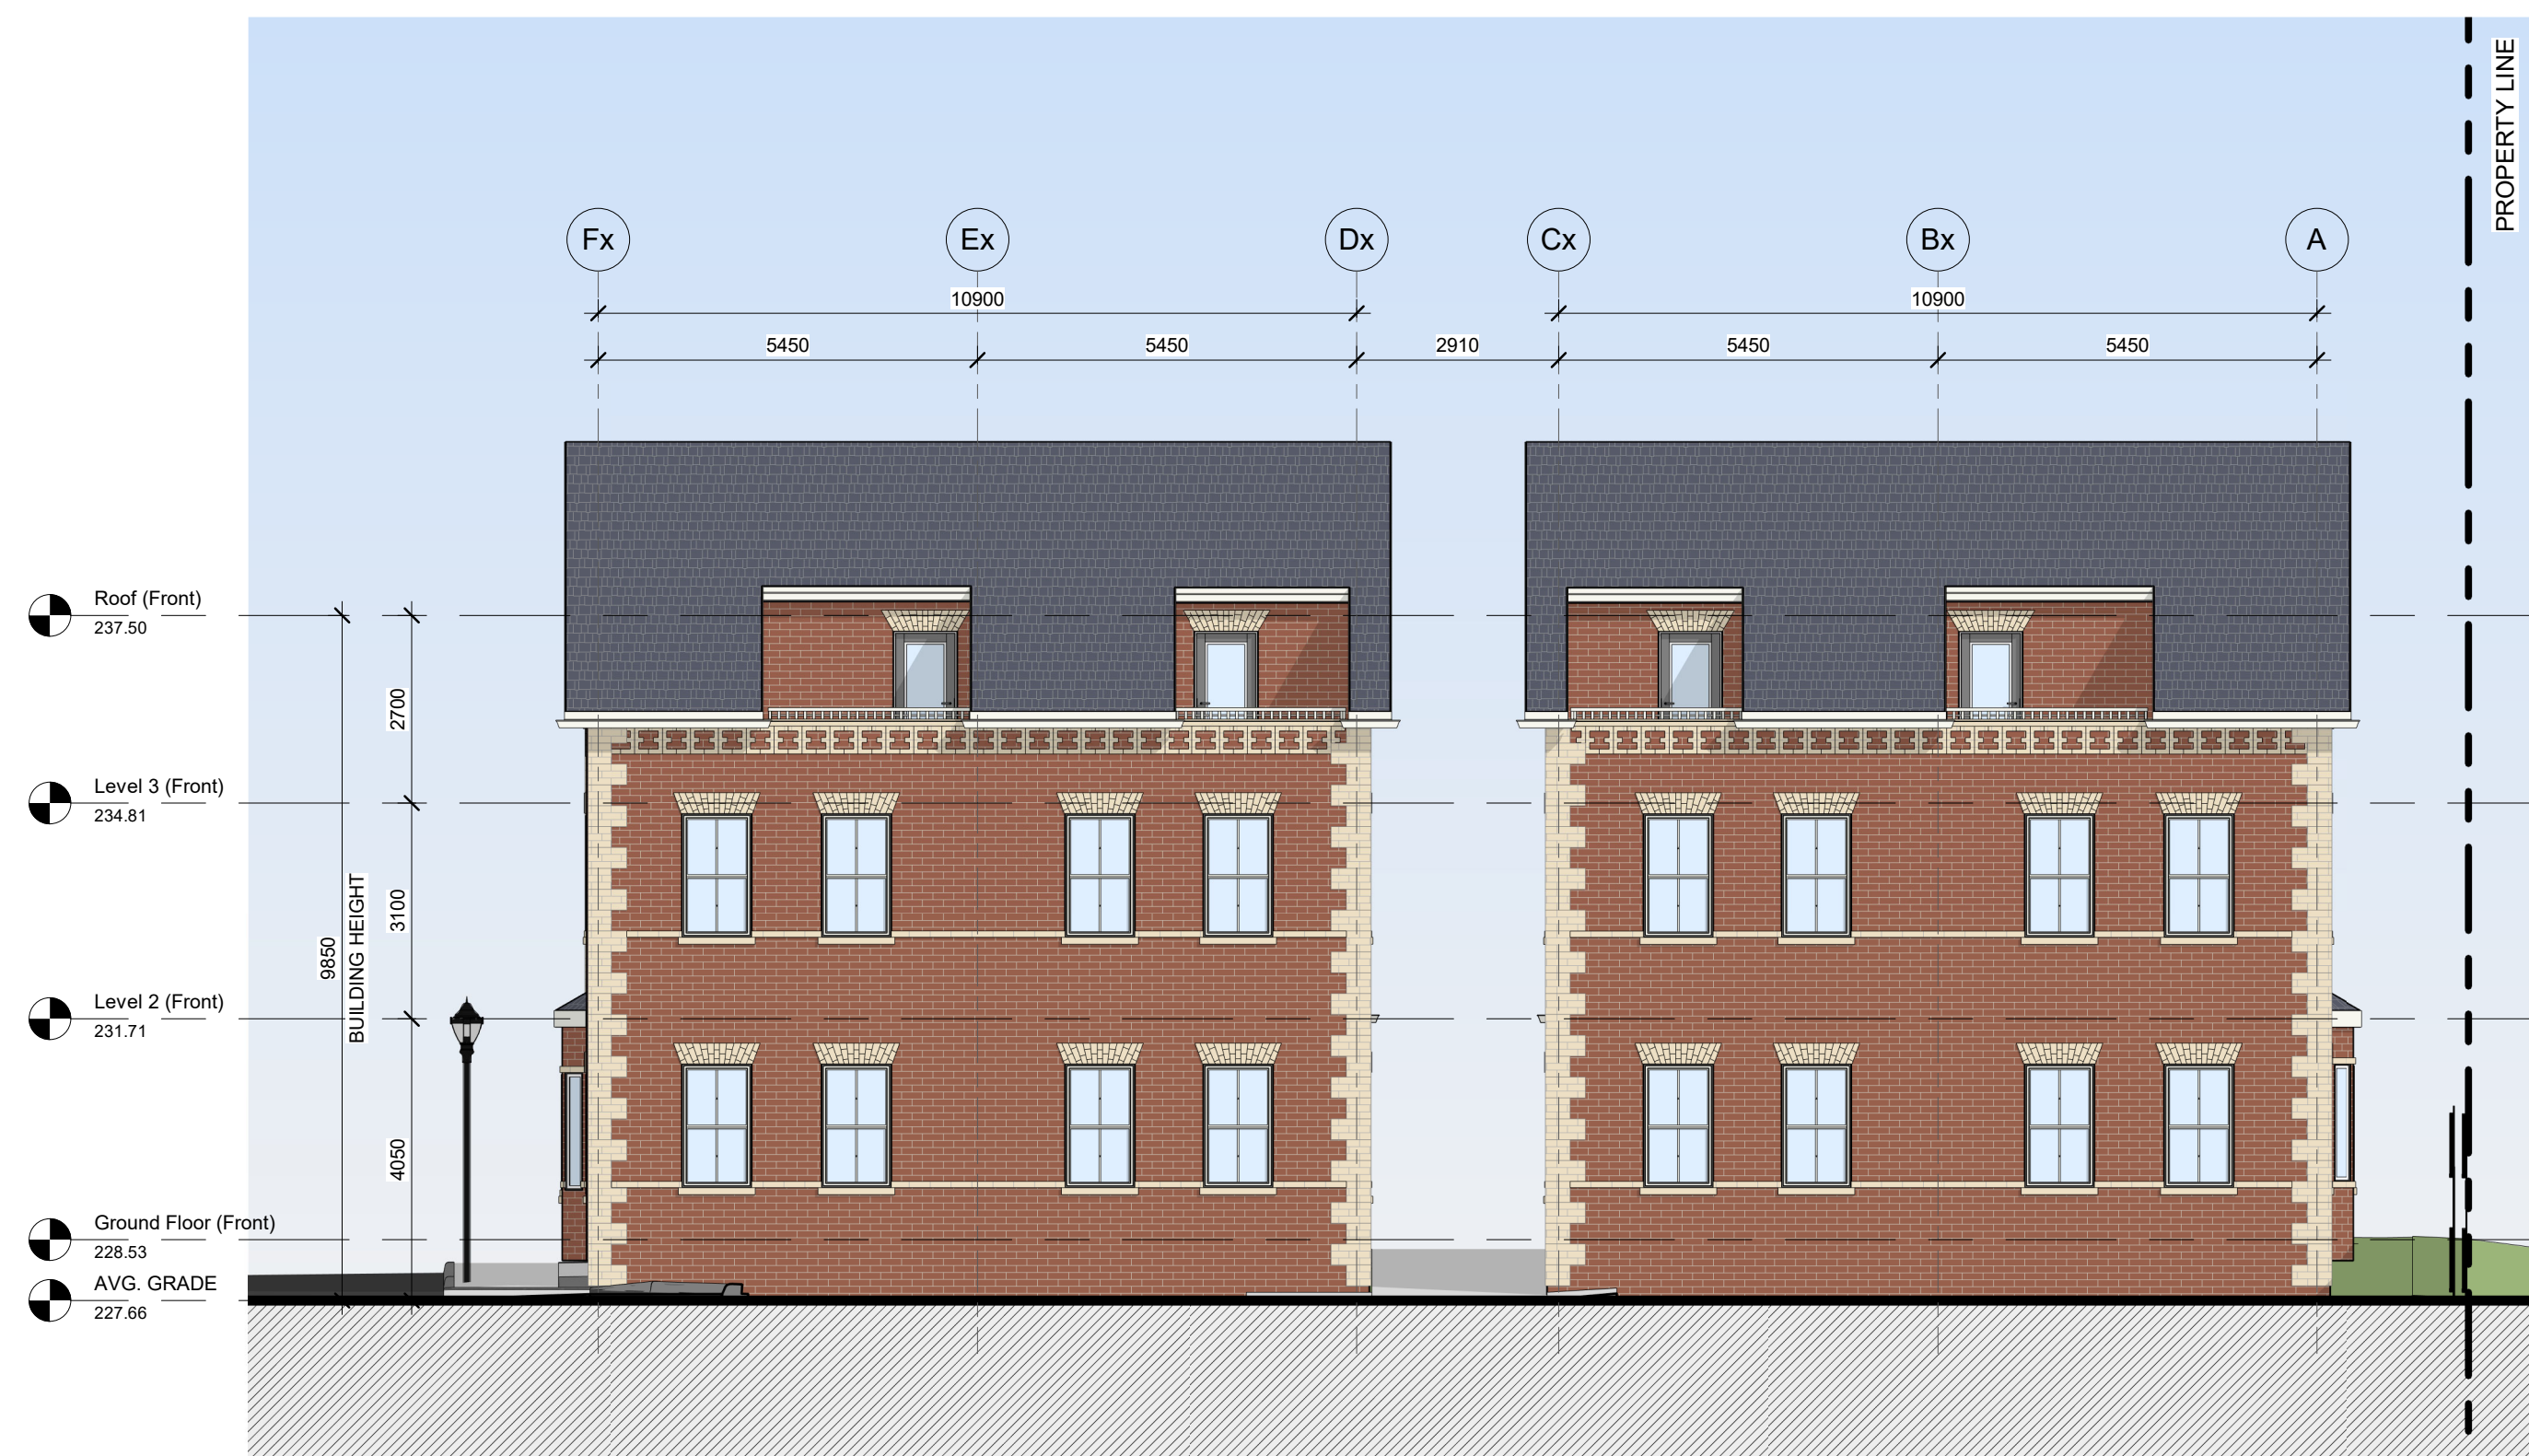 PROPERTY LINE
Fx
Ex
Dx
Cx
Bx
A
10900
10900
5450
5450
2910
5450
5450
Roof (Front)
237.50
2700
Level 3 (Front)
234.81
3100
9850
BUILDING HEIGHT
Level 2 (Front)
231.71
4050
Ground Floor (Front)
228.53
AVG. GRADE
227.66